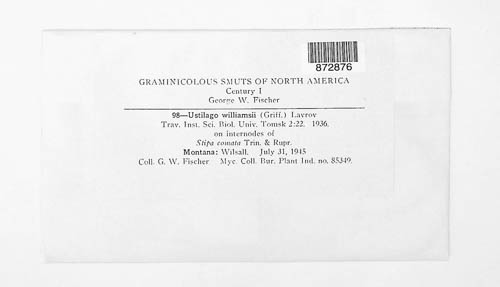 872876
GRAMINICOLOUS SMUTS OF NORTH AMERICA
Century I
George W. Fischer
98—Ustilago williamsii (Griff.) Lavrov
Trav. Inst. Sci. Biol. Univ. Tomsk 2:22. 1936.
on internodes of
Stipa comata Trin. & Rupr.
Montana: Wilsall. July 31, 1945
Coll. G. W. Fischer Myc. Coll. Bur. Plant Ind. no. 85349.